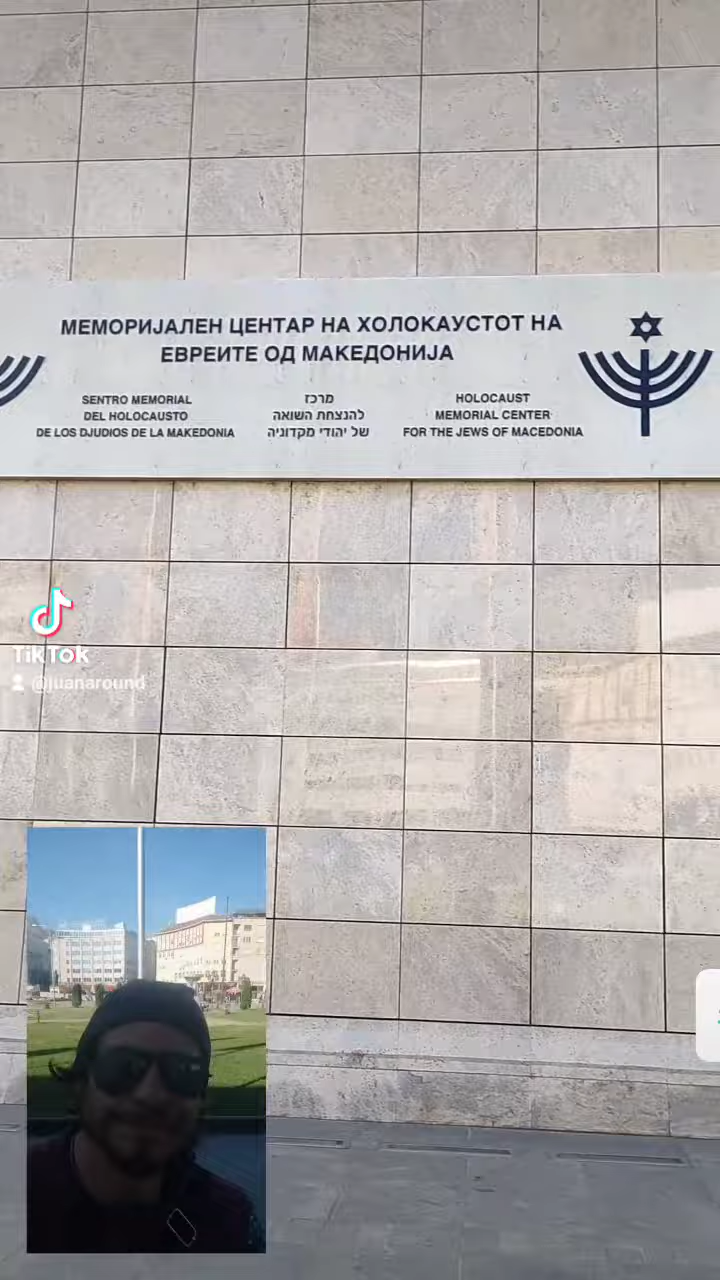 МЕМОРИЈАЛЕН ЦЕНТАР НА ХОЛОКАУСТОТ НА
ЕВРЕИТЕ ОД МАКЕДОНИЈА
SENTRO MEMORIAL
DEL HOLOCAUSTO
DE LOS DJUDIOS DE LA MAKEDONIA
מרכז
להנצחת השואה
של יהודי מקדוניה
HOLOCAUST
MEMORIAL CENTER
FOR THE JEWS OF MACEDONIA
TikTok
@juanaround